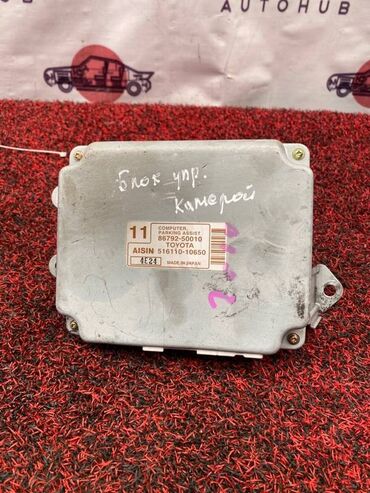 AUTOHUB
Блок упр.
Камерой
11 COMPUTER,
PARKING ASSIST
86792-50010
TOYOTA
AISIN 516110-10650
4E24 MADE IN JAPAN